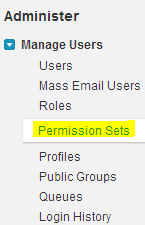 Administer
Manage Users
Users
Mass Email Users
Roles
Permission Sets
Profiles
Public Groups
Queues
Login History